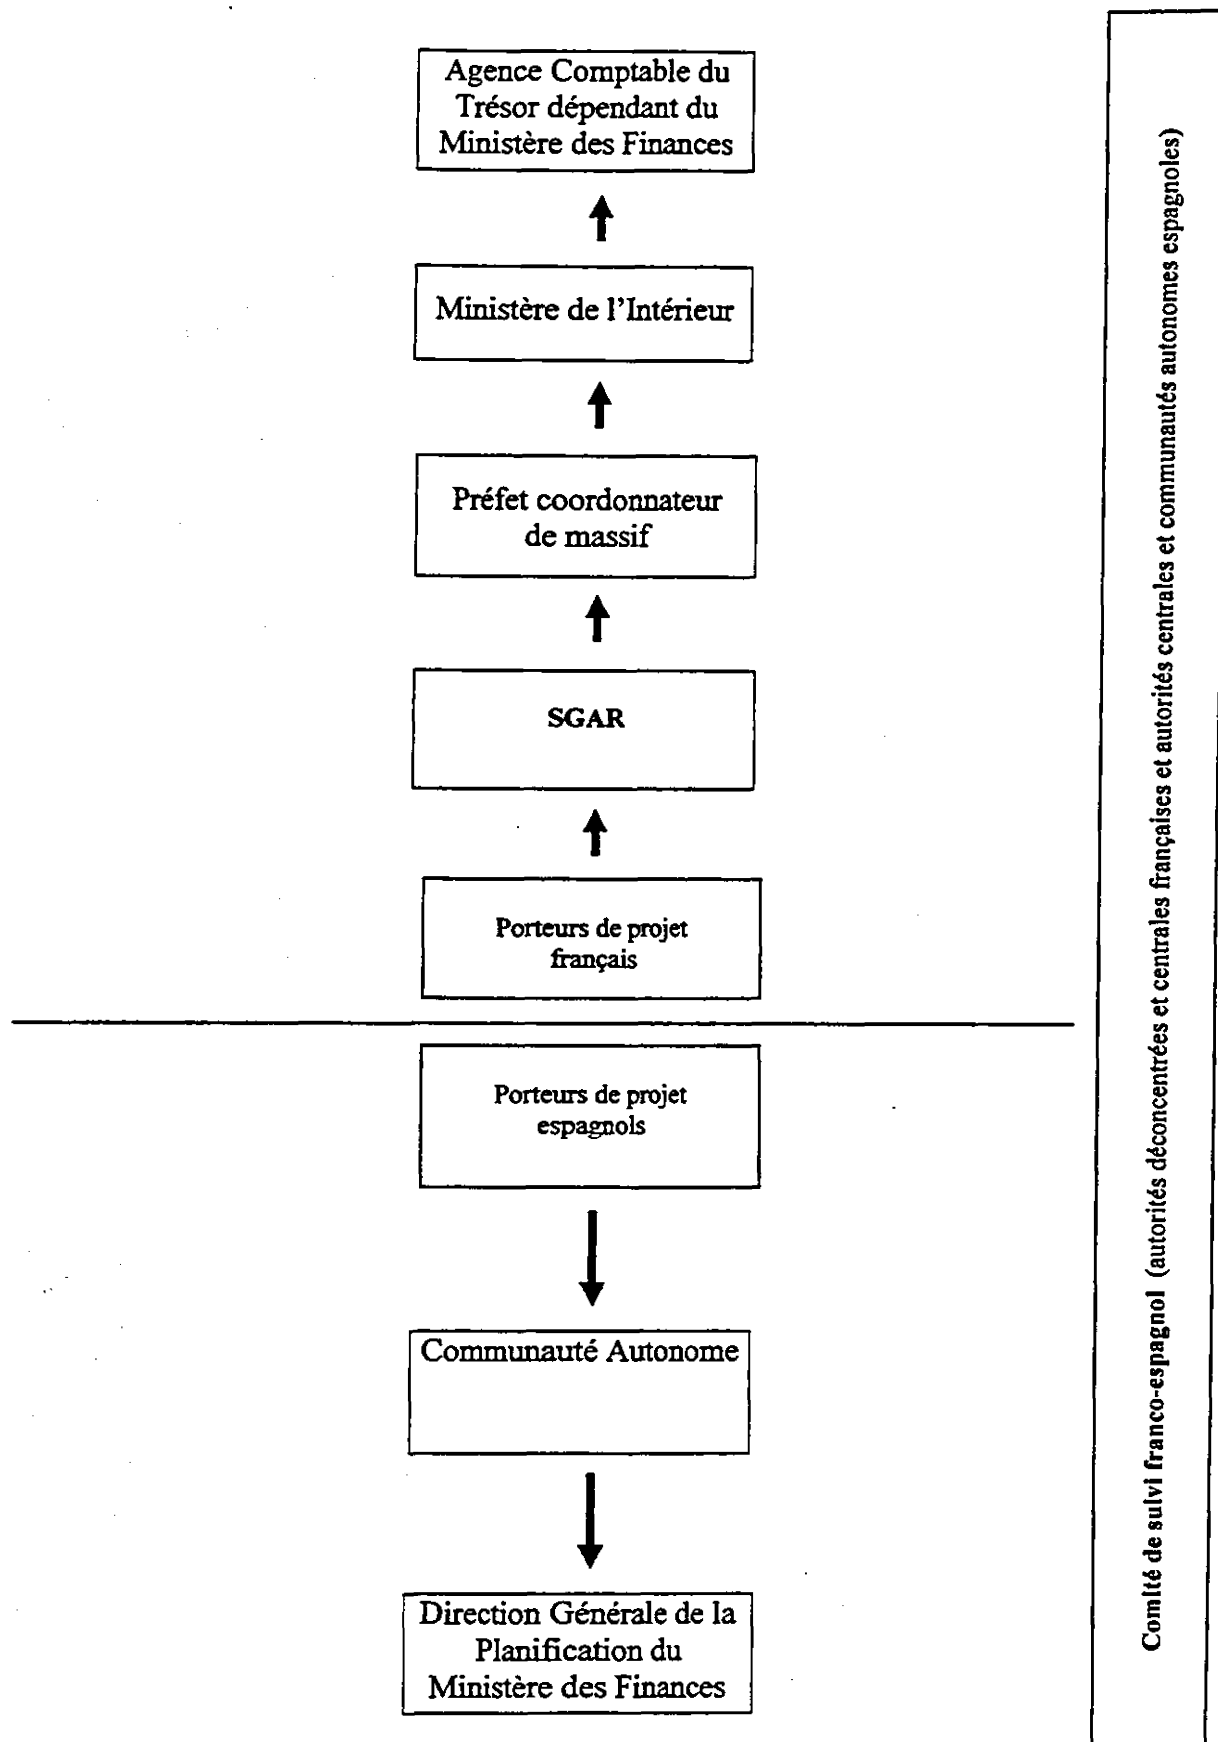 Agence Comptable du
Trésor dépendant du
Ministère des Finances
Ministère de l'Intérieur
Préfet coordonnateur
de massif
SGAR
Porteurs de projet
français
Porteurs de projet
espagnols
Communauté Autonome
Direction Générale de la
Planification du
Ministère des Finances
Comité de suivi franco-espagnol (autorités déconcentrées et centrales françaises et autorités centrales et communautés autonomes espagnoles)